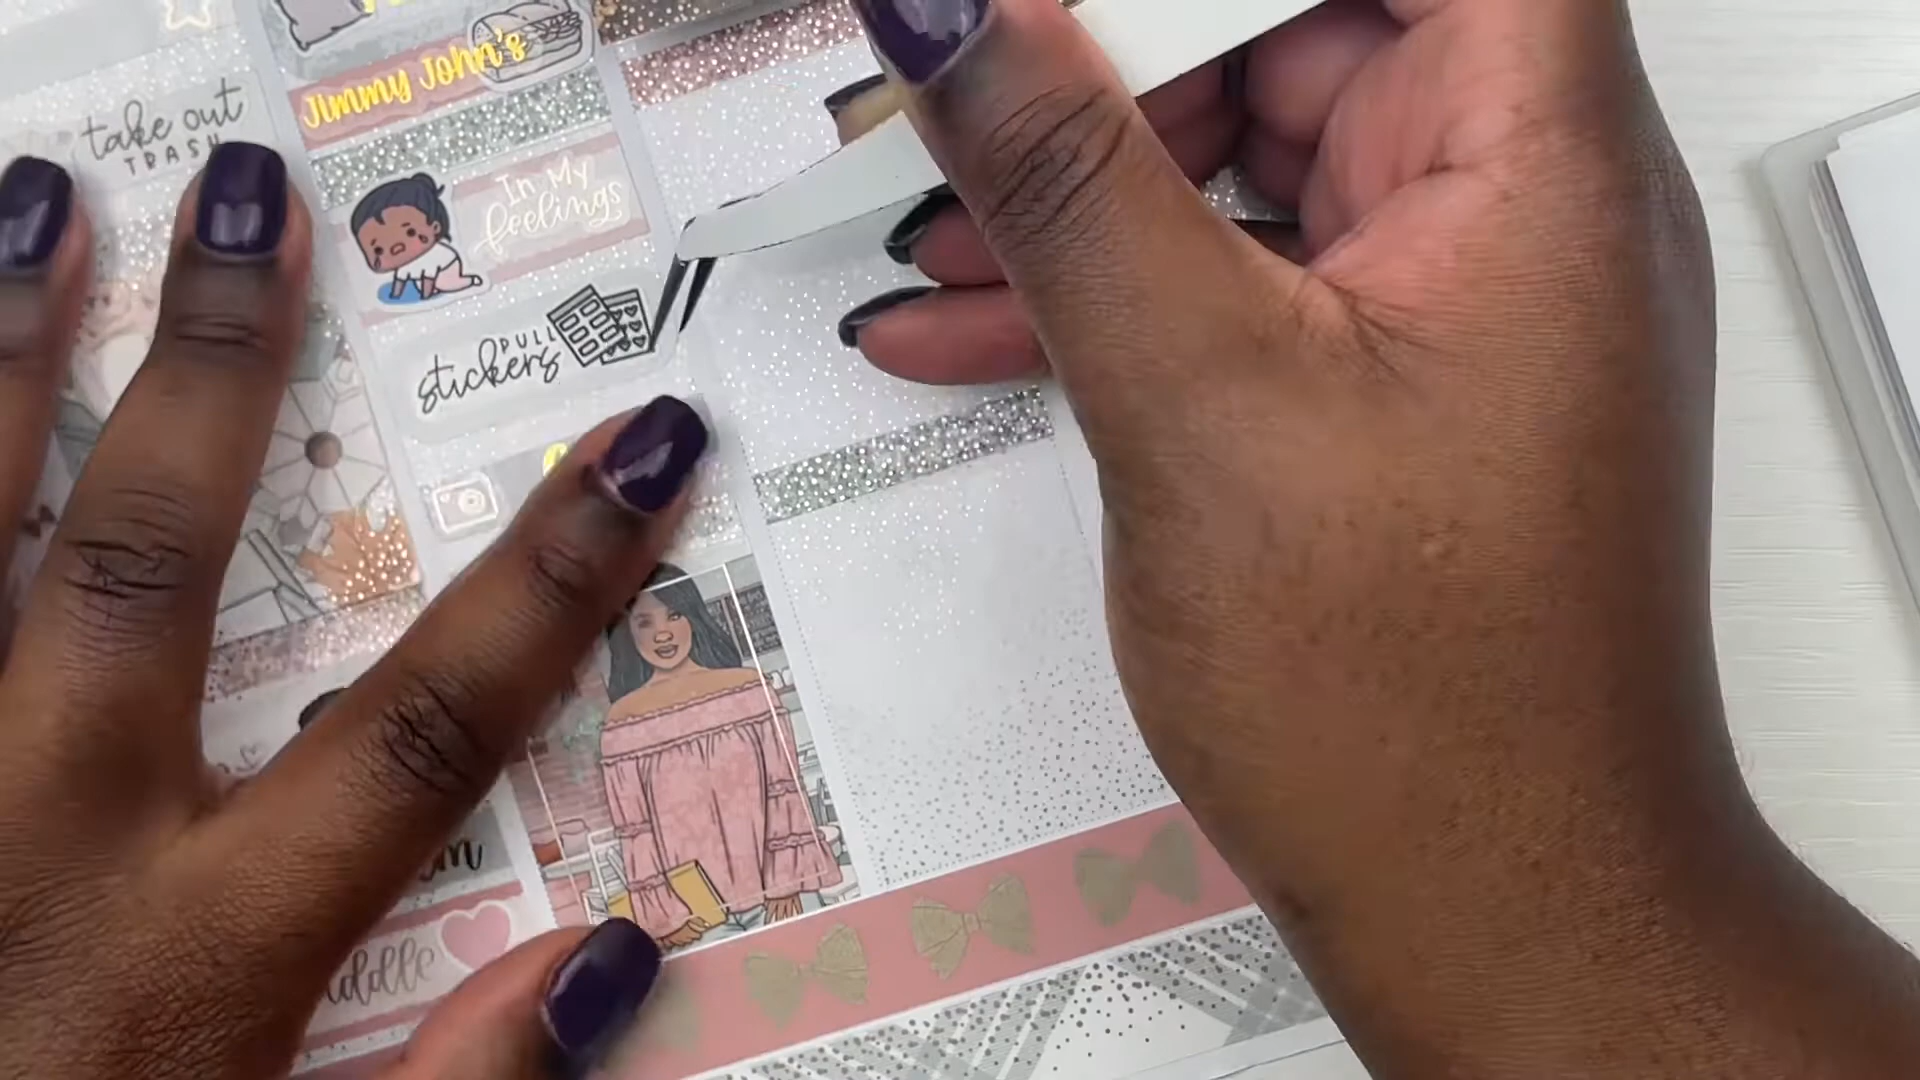 Jimmy John's
take out
TRASH
In My
feelings
PULL
stickers